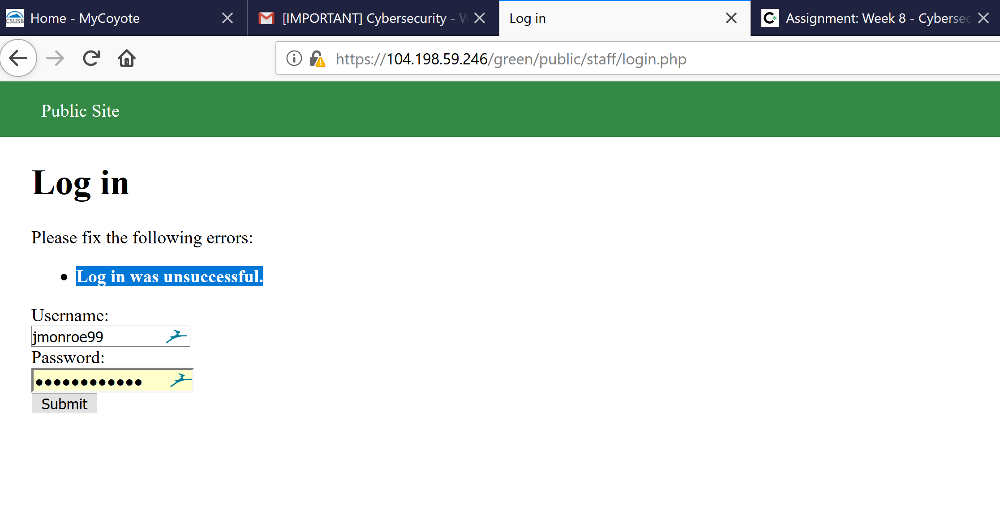 CSUSB Home - MyCoyote
[IMPORTANT] Cybersecurity -
Log in
C* Assignment: Week 8 - Cybersec
https://104.198.59.246/green/public/staff/login.php
Public Site
Log in
Please fix the following errors:
• Log in was unsuccessful.
Username:
jmonroe99
Password:
••••••••••••
Submit